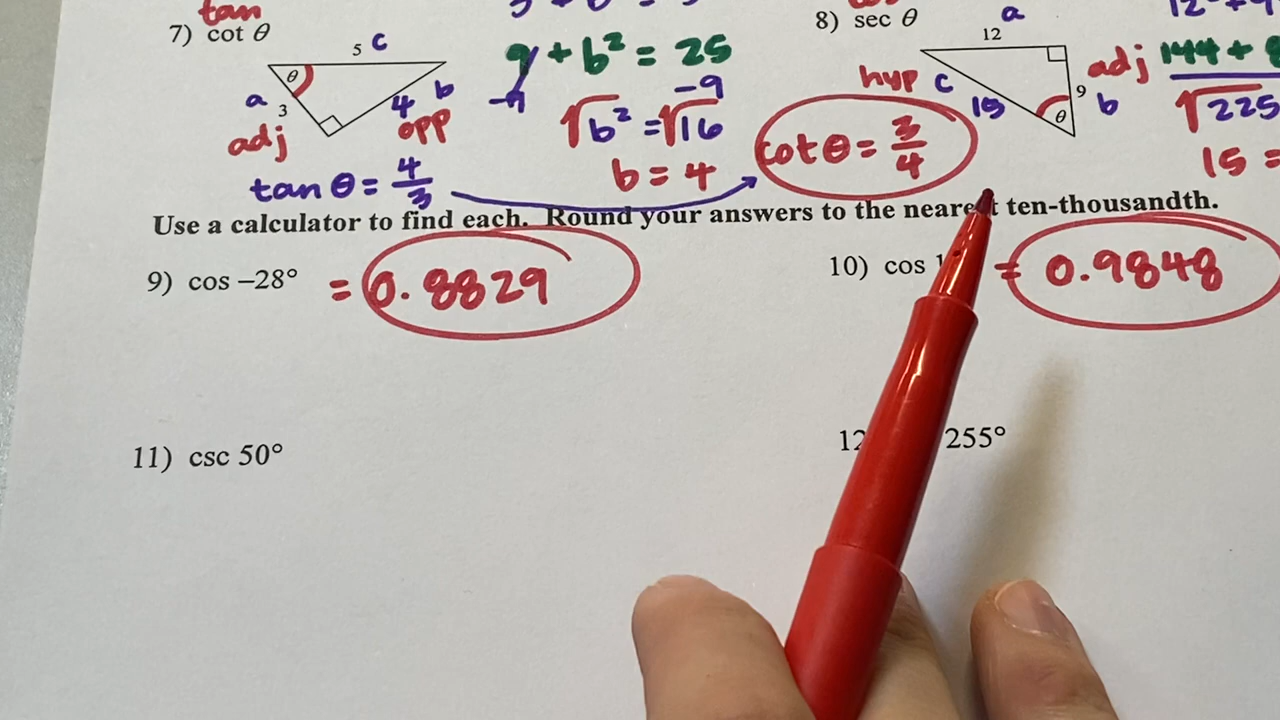 tan
7) cot θ
5 c
θ
a
3
adj
4 b
opp
tan θ = 4/3
9 + b² = 25
-9 -9
√b² = √16
b = 4
cot θ = 3/4
8) sec θ
a
12
hyp c
15
adj
9
b
θ
144 +
√225
15 =
Use a calculator to find each. Round your answers to the nearest ten-thousandth.
9) cos –28° = 0.8829
10) cos = 0.9848
11) csc 50°
255°